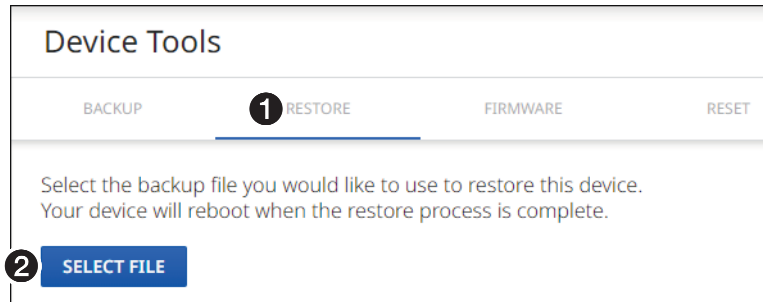 Device Tools
BACKUP 1 RESTORE FIRMWARE RESET
Select the backup file you would like to use to restore this device.
Your device will reboot when the restore process is complete.
2 SELECT FILE